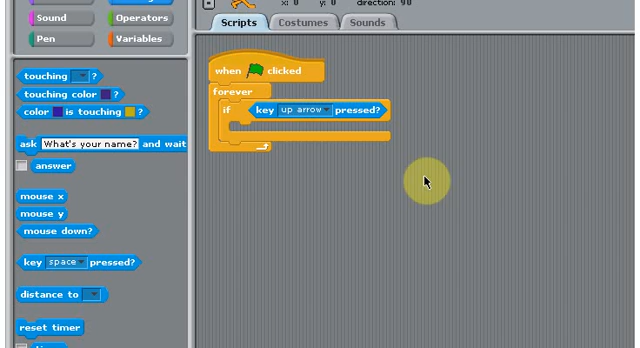 x: 0 y: 0 direction: 90
Sound
Operators
Pen
Variables
Scripts
Costumes
Sounds
touching ?
touching color ?
color is touching ?
ask What's your name? and wait
answer
mouse x
mouse y
mouse down?
key space pressed?
distance to
reset timer
when clicked
forever
if key up arrow pressed?